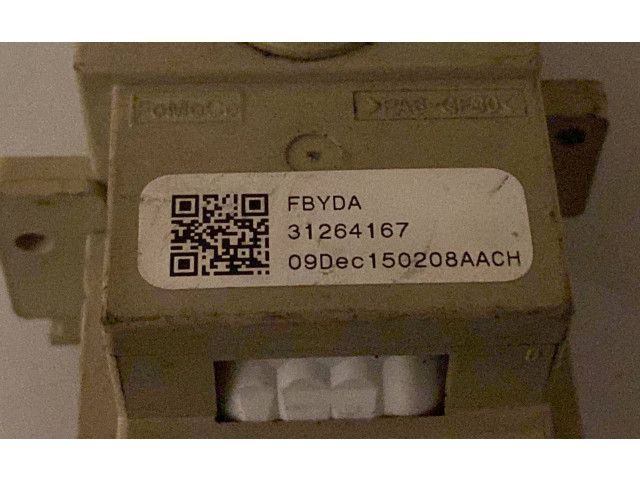 FoMoCo
>PA6-GF30<
FBYDA
31264167
09Dec150208AACH